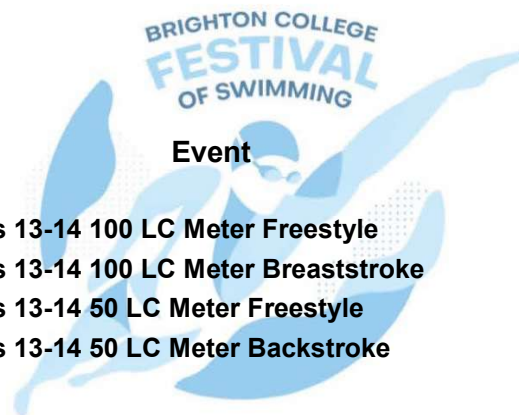 BRIGHTON COLLEGE
FESTIVAL
OF SWIMMING
Event
s 13-14 100 LC Meter Freestyle
s 13-14 100 LC Meter Breaststroke
s 13-14 50 LC Meter Freestyle
s 13-14 50 LC Meter Backstroke